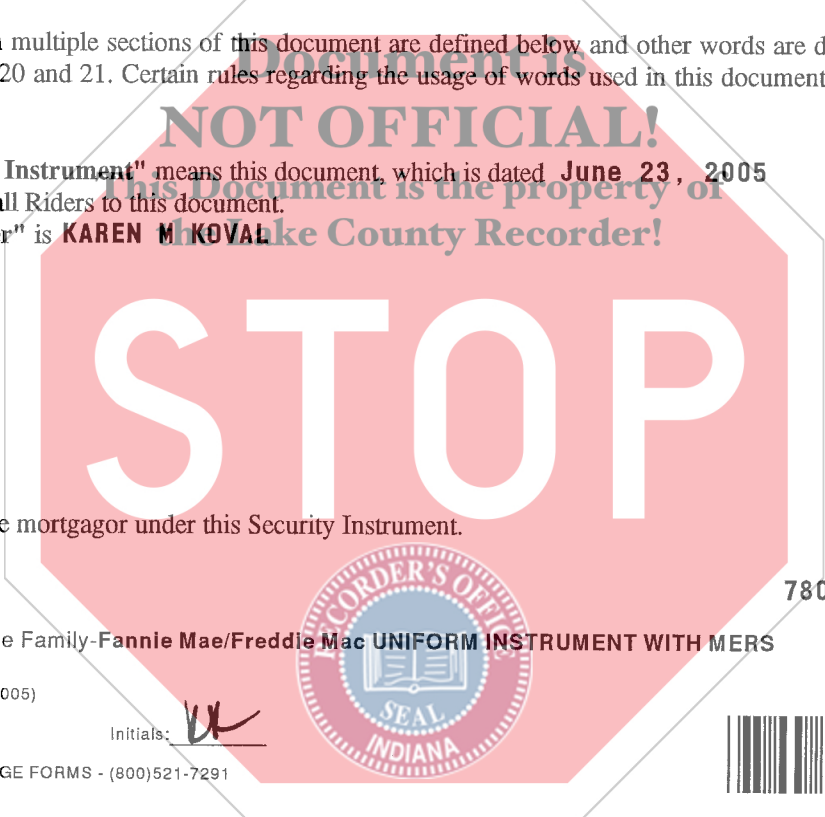 multiple sections of this document are defined below and other words are d
Document is
20 and 21. Certain rules regarding the usage of words used in this document
NOT OFFICIAL!
Instrument" means this document, which is dated June 23, 2005
This Document is the property of
all Riders to this document.
r" is KAREN M KOVAL
the Lake County Recorder!
STOP
e mortgagor under this Security Instrument.
RECORDER'S OFFICE
780
e Family-Fannie Mae/Freddie Mac UNIFORM INSTRUMENT WITH MERS
005)
SEAL
Initials:
INDIANA
GE FORMS - (800)521-7291